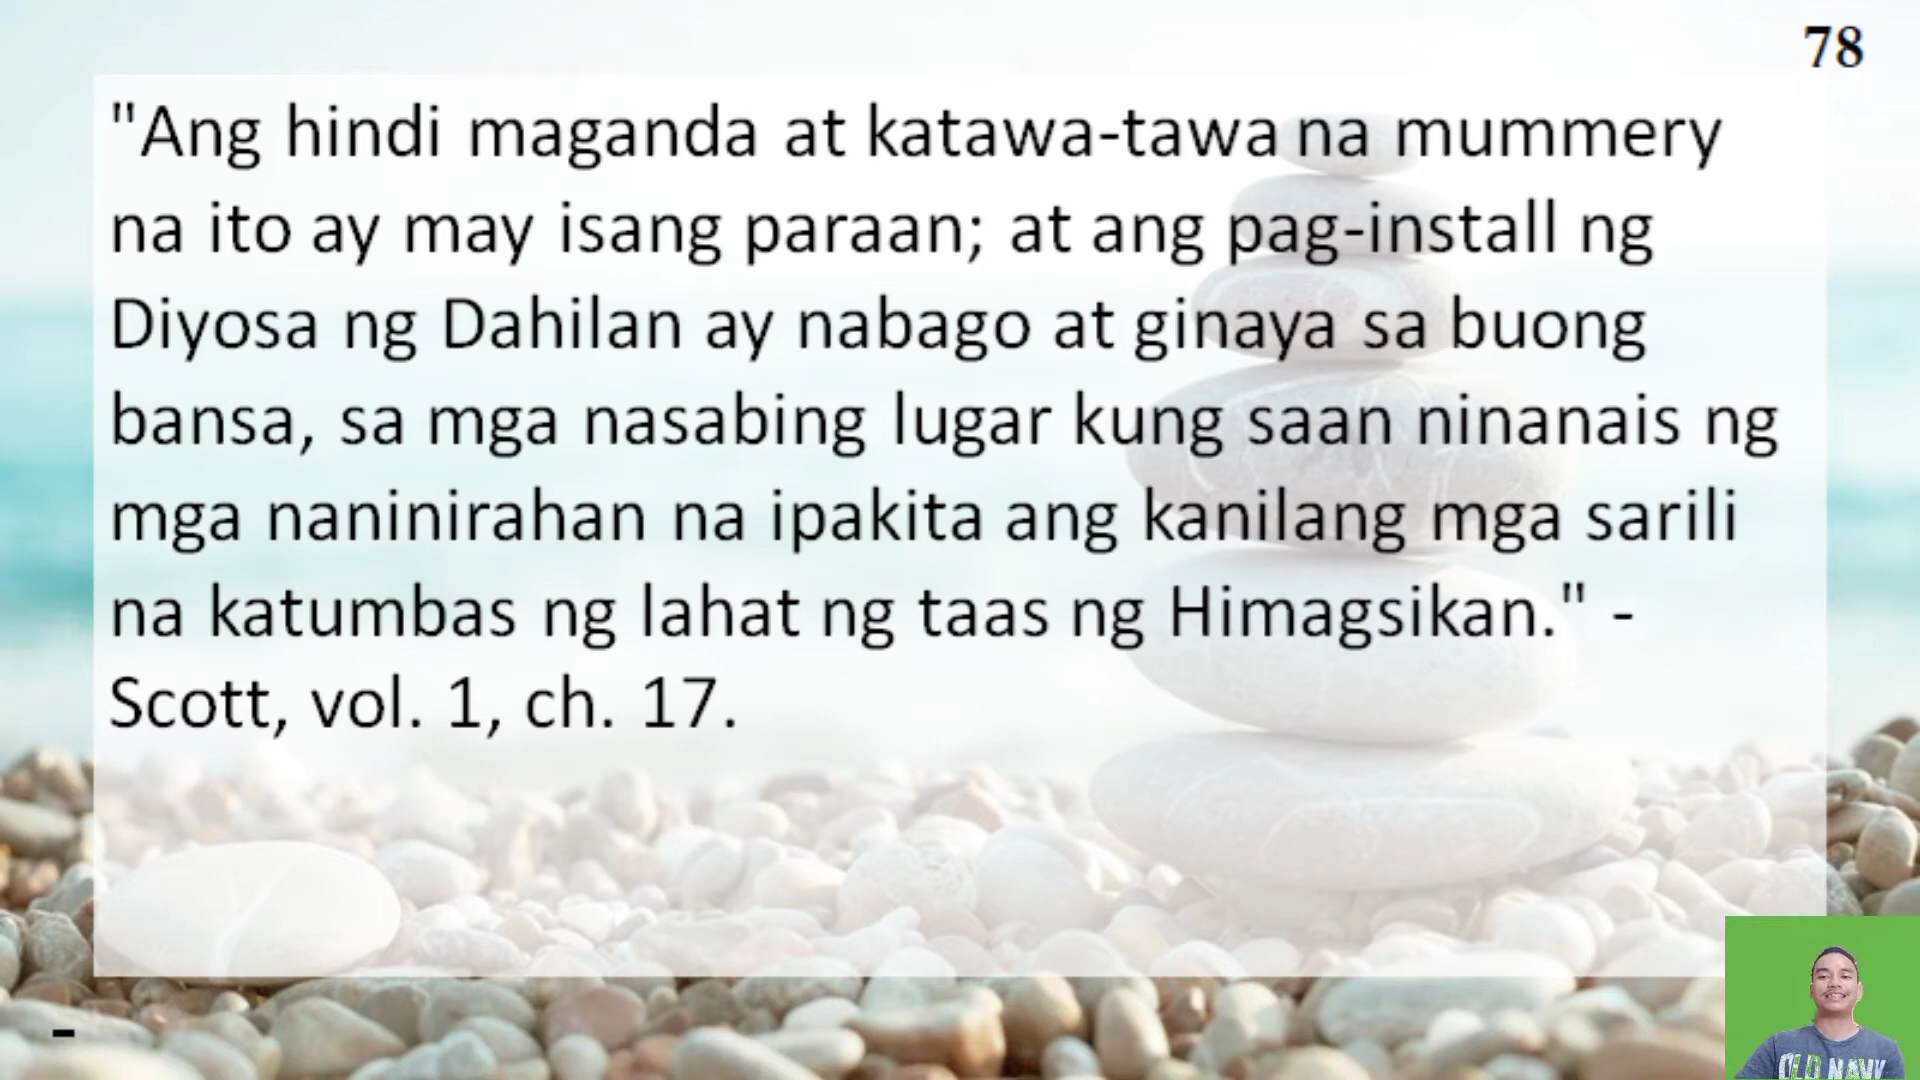 78
"Ang hindi maganda at katawa-tawa na mummery
na ito ay may isang paraan; at ang pag-install ng
Diyosa ng Dahilan ay nabago at ginaya sa buong
bansa, sa mga nasabing lugar kung saan ninanais ng
mga naninirahan na ipakita ang kanilang mga sarili
na katumbas ng lahat ng taas ng Himagsikan." -
Scott, vol. 1, ch. 17.
-
OLD NAVY